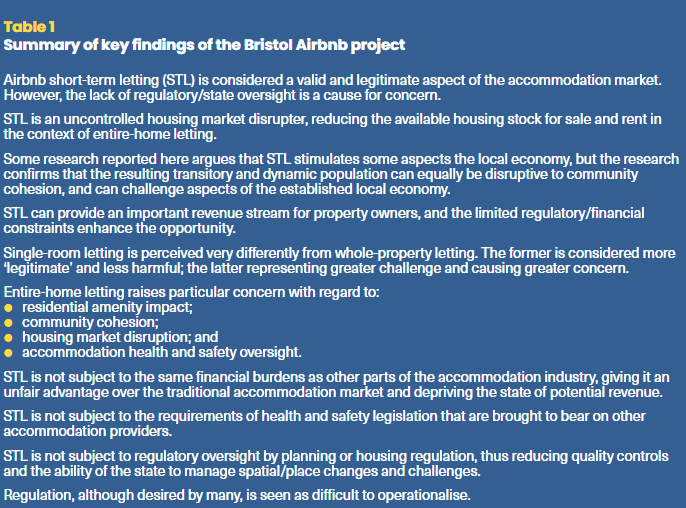 Table 1
Summary of key findings of the Bristol Airbnb project
Airbnb short-term letting (STL) is considered a valid and legitimate aspect of the accommodation market.
However, the lack of regulatory/state oversight is a cause for concern.
STL is an uncontrolled housing market disrupter, reducing the available housing stock for sale and rent in
the context of entire-home letting.
Some research reported here argues that STL stimulates some aspects the local economy, but the research
confirms that the resulting transitory and dynamic population can equally be disruptive to community
cohesion, and can challenge aspects of the established local economy.
STL can provide an important revenue stream for property owners, and the limited regulatory/financial
constraints enhance the opportunity.
Single-room letting is perceived very differently from whole-property letting. The former is considered more
‘legitimate’ and less harmful; the latter representing greater challenge and causing greater concern.
Entire-home letting raises particular concern with regard to:
● residential amenity impact;
● community cohesion;
● housing market disruption; and
● accommodation health and safety oversight.
STL is not subject to the same financial burdens as other parts of the accommodation industry, giving it an
unfair advantage over the traditional accommodation market and depriving the state of potential revenue.
STL is not subject to the requirements of health and safety legislation that are brought to bear on other
accommodation providers.
STL is not subject to regulatory oversight by planning or housing regulation, thus reducing quality controls
and the ability of the state to manage spatial/place changes and challenges.
Regulation, although desired by many, is seen as difficult to operationalise.